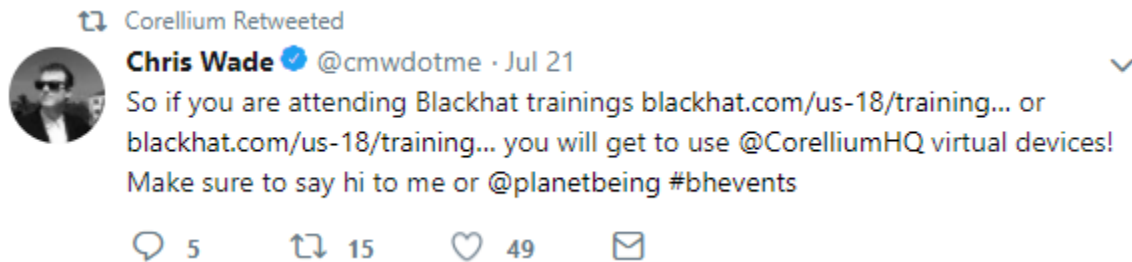 Corellium Retweeted
Chris Wade @cmwdotme · Jul 21
So if you are attending Blackhat trainings blackhat.com/us-18/training... or
blackhat.com/us-18/training... you will get to use @CorelliumHQ virtual devices!
Make sure to say hi to me or @planetbeing #bhevents
5 15 49